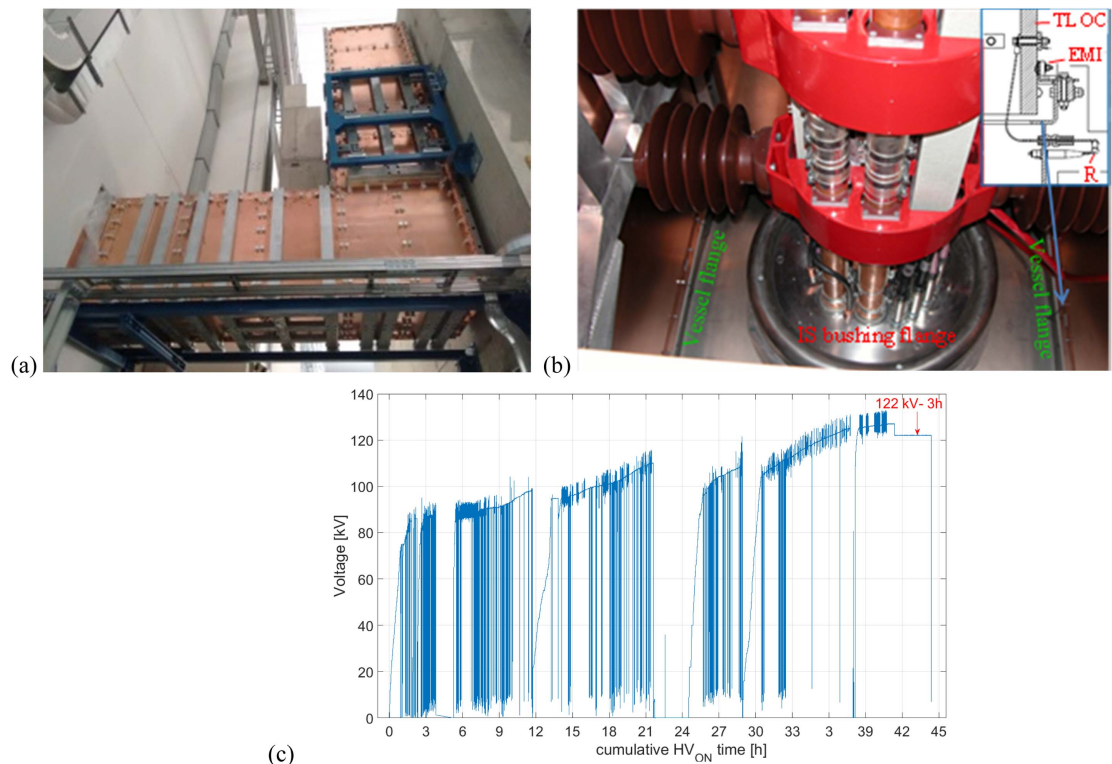 TL OC
EMI
R
Vessel flange
Vessel flange
IS bushing flange
(a)
(b)
140
120
100
80
60
40
20
0
Voltage [kV]
122 kV- 3h
0 3 6 9 12 15 18 21 24 26 27 30 3 36 39 42 45
cumulative HVON time [h]
(c)